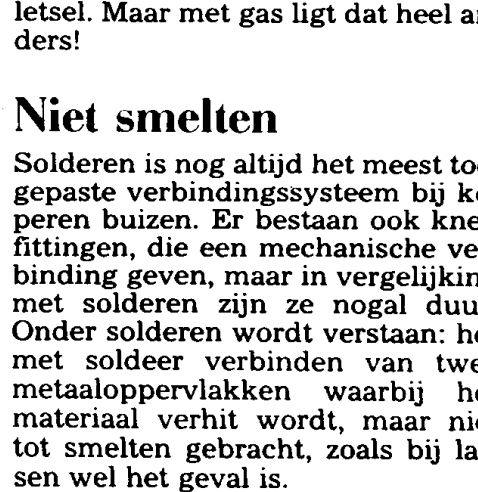 letsel. Maar met gas ligt dat heel a
ders!
Niet smelten
Solderen is nog altijd het meest to
gepaste verbindingssysteem bij k
peren buizen. Er bestaan ook kne
fittingen, die een mechanische ve
binding geven, maar in vergelijkin
met solderen zijn ze nogal duu
Onder solderen wordt verstaan: h
met soldeer verbinden van twe
metaaloppervlakken waarbij h
materiaal verhit wordt, maar ni
tot smelten gebracht, zoals bij la
sen wel het geval is.